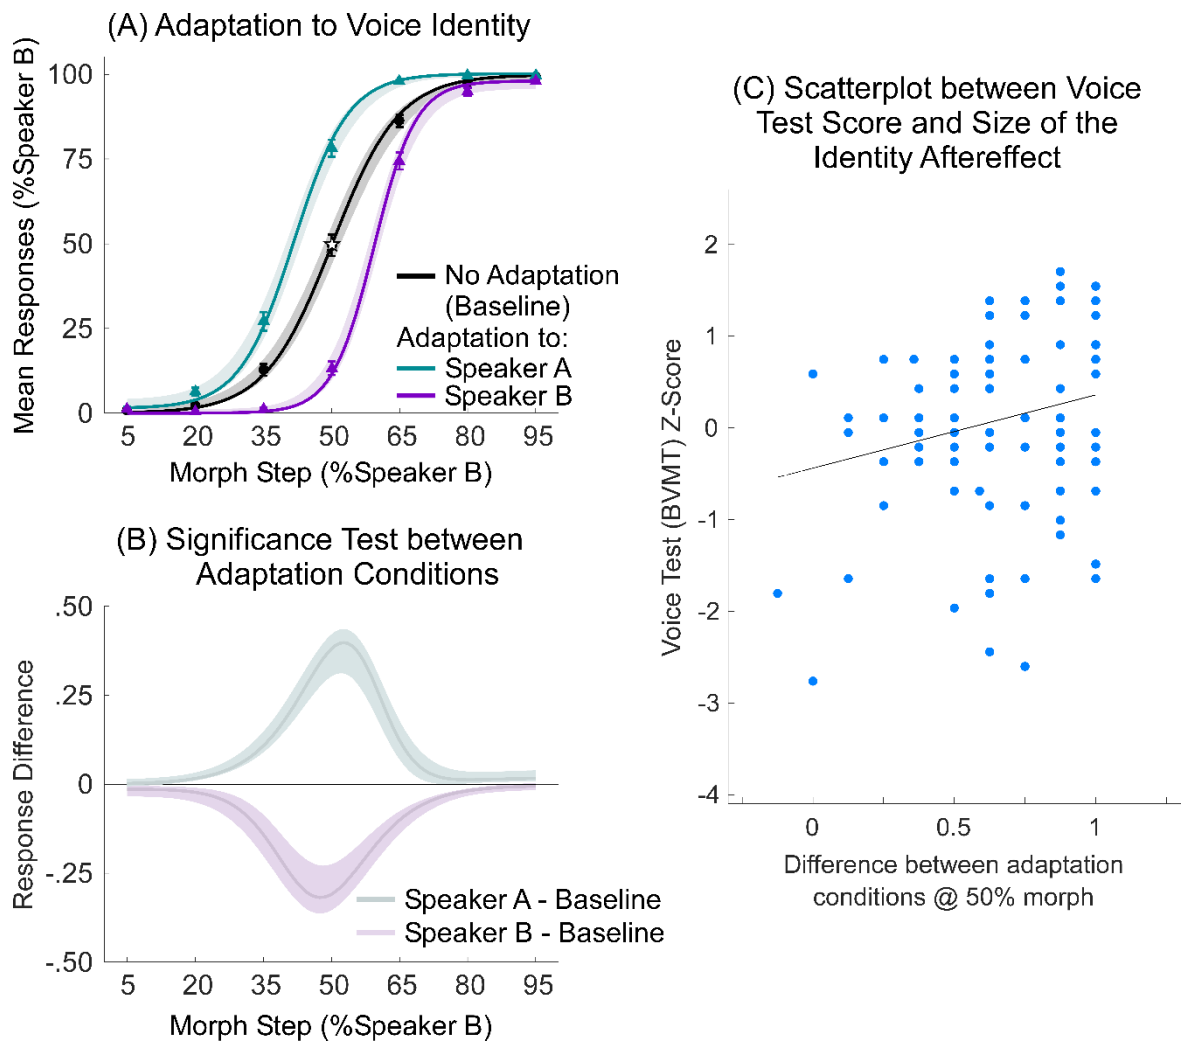 (A) Adaptation to Voice Identity
Mean Responses (%Speaker B)
100
75
50
25
0
No Adaptation
(Baseline)
Adaptation to:
Speaker A
Speaker B
5 20 35 50 65 80 95
Morph Step (%Speaker B)
(B) Significance Test between
Adaptation Conditions
Response Difference
.50
.25
0
-.25
-.50
Speaker A - Baseline
Speaker B - Baseline
5 20 35 50 65 80 95
Morph Step (%Speaker B)
(C) Scatterplot between Voice
Test Score and Size of the
Identity Aftereffect
Voice Test (BVMT) Z-Score
2
1
0
-1
-2
-3
-4
0 0.5 1
Difference between adaptation
conditions @ 50% morph